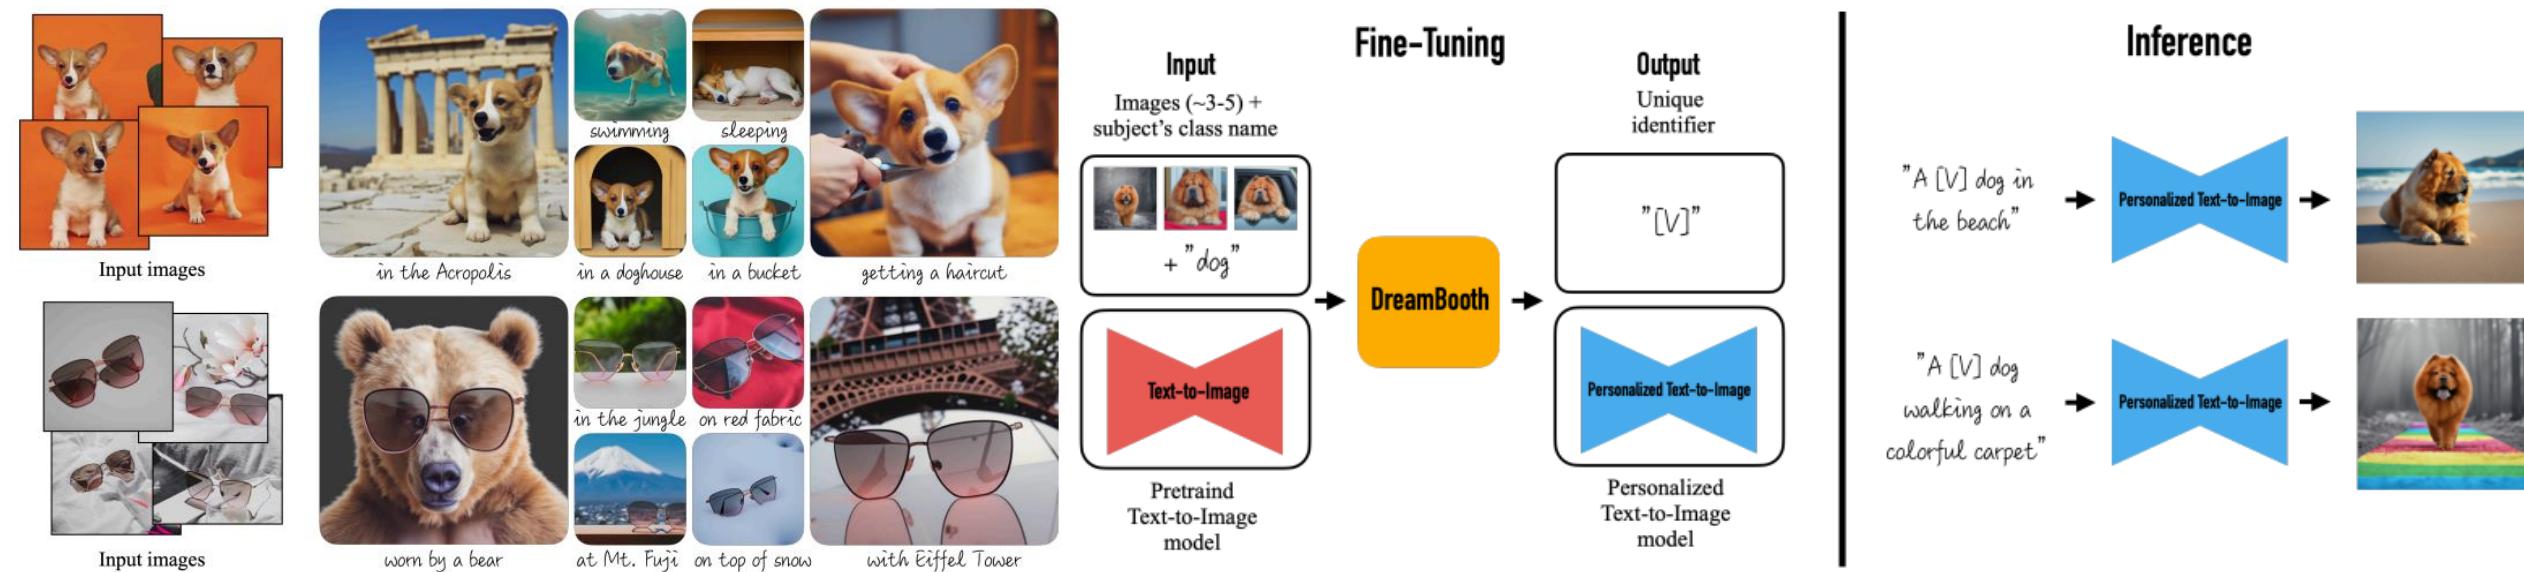 Input images
in the Acropolis
swimming
sleeping
in a doghouse
in a bucket
getting a haircut
Input images
worn by a bear
in the jungle
on red fabric
at Mt. Fuji
on top of snow
with Eiffel Tower
Fine-Tuning
Input
Images (~3-5) +
subject's class name
+ "dog"
Text-to-Image
Pretraind
Text-to-Image
model
DreamBooth
Output
Unique
identifier
"[V]"
Personalized Text-to-Image
Personalized
Text-to-Image
model
Inference
"A [V] dog in
the beach"
Personalized Text-to-Image
"A [V] dog
walking on a
colorful carpet"
Personalized Text-to-Image